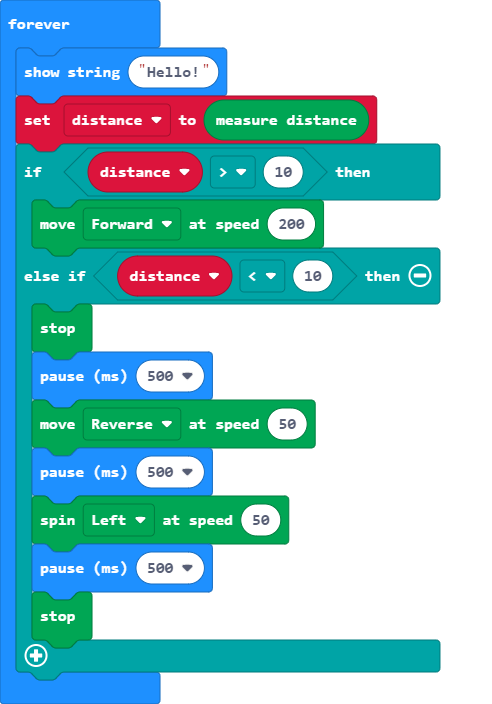 forever
show string "Hello!"
set distance to measure distance
if distance > 10 then
move Forward at speed 200
else if distance < 10 then
stop
pause (ms) 500
move Reverse at speed 50
pause (ms) 500
spin Left at speed 50
pause (ms) 500
stop